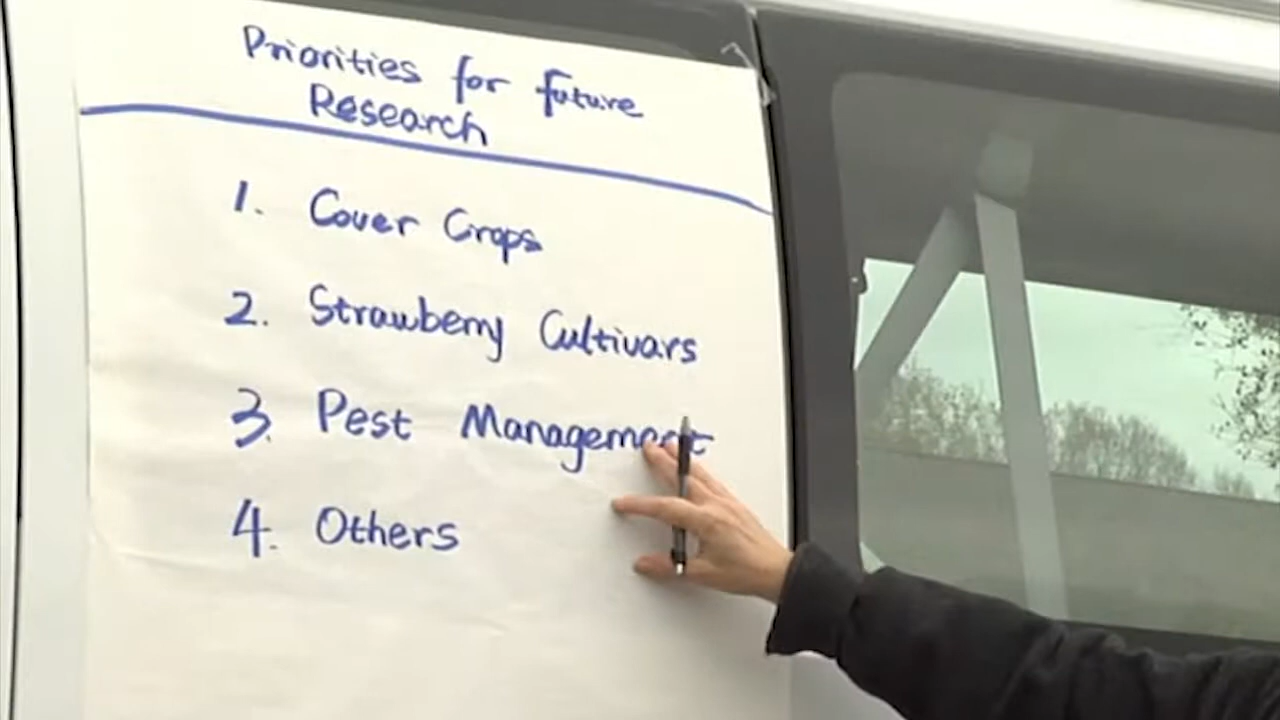 Priorities for future
Research
1. Cover Crops
2. Strawberry Cultivars
3. Pest Management
4. Others